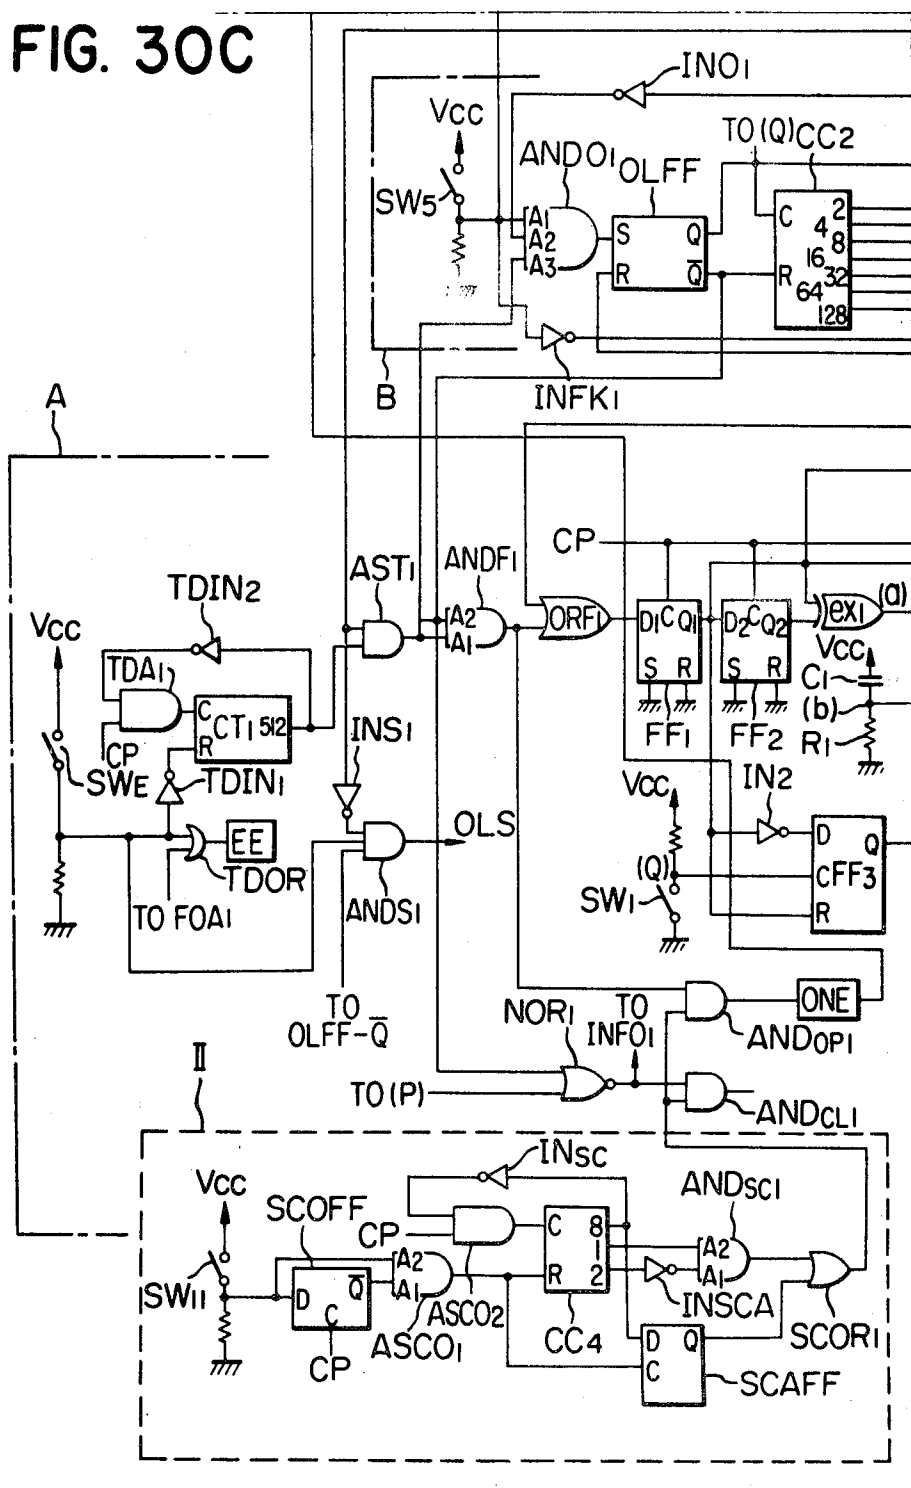 FIG. 30C
INO1
VCC
ANDO1
OLFF
TO (Q)
CC2
SW5
A1
A2
A3
S
Q
R
Q̅
C
R
2
4
8
16
32
64
128
B
INFK1
A
CP
AST1
ANDF1
TDIN2
VCC
TDA1
A2
A1
ORF1
D1
C
Q1
S
R
D2
C
Q2
S
R
ex1
(a)
VCC
C1
(b)
R1
FF1
FF2
C
CT1
512
R
CP
SWE
TDIN1
INS1
VCC
IN2
EE
TDOR
TO FOA1
OLS
ANDS1
(Q)
SW1
D
Q
C
FF3
R
TO
OLFF-Q̅
NOR1
TO
INFO1
ONE
ANDOP1
TO (P)
ANDCL1
II
INSC
VCC
SCOFF
CP
C
8
1
R
2
ANDSC1
A2
A1
SW11
D
Q̅
C
A2
A1
ASCO2
CC4
INSCA
SCOR1
CP
ASCO1
D
Q
C
SCAFF